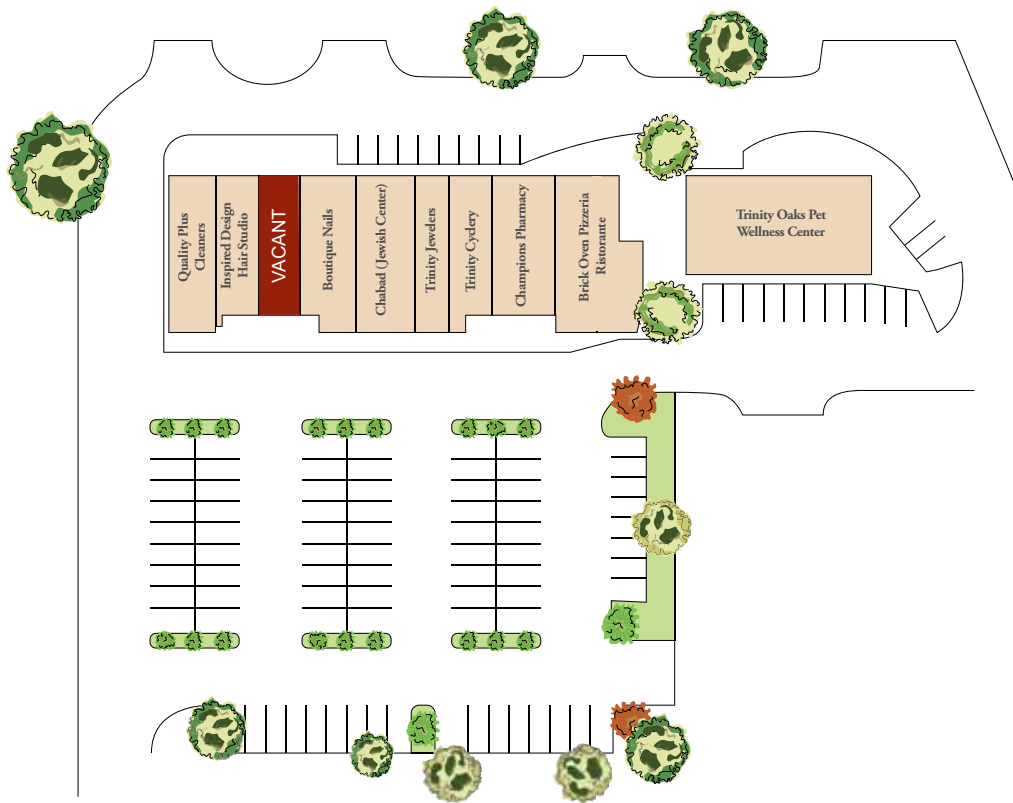 Quality Plus
Cleaners
Inspired Design
Hair Studio
VACANT
Boutique Nails
Chabad (Jewish Center)
Trinity Jewelers
Trinity Cyclery
Champions Pharmacy
Brick Oven Pizzeria
Ristorante
Trinity Oaks Pet
Wellness Center